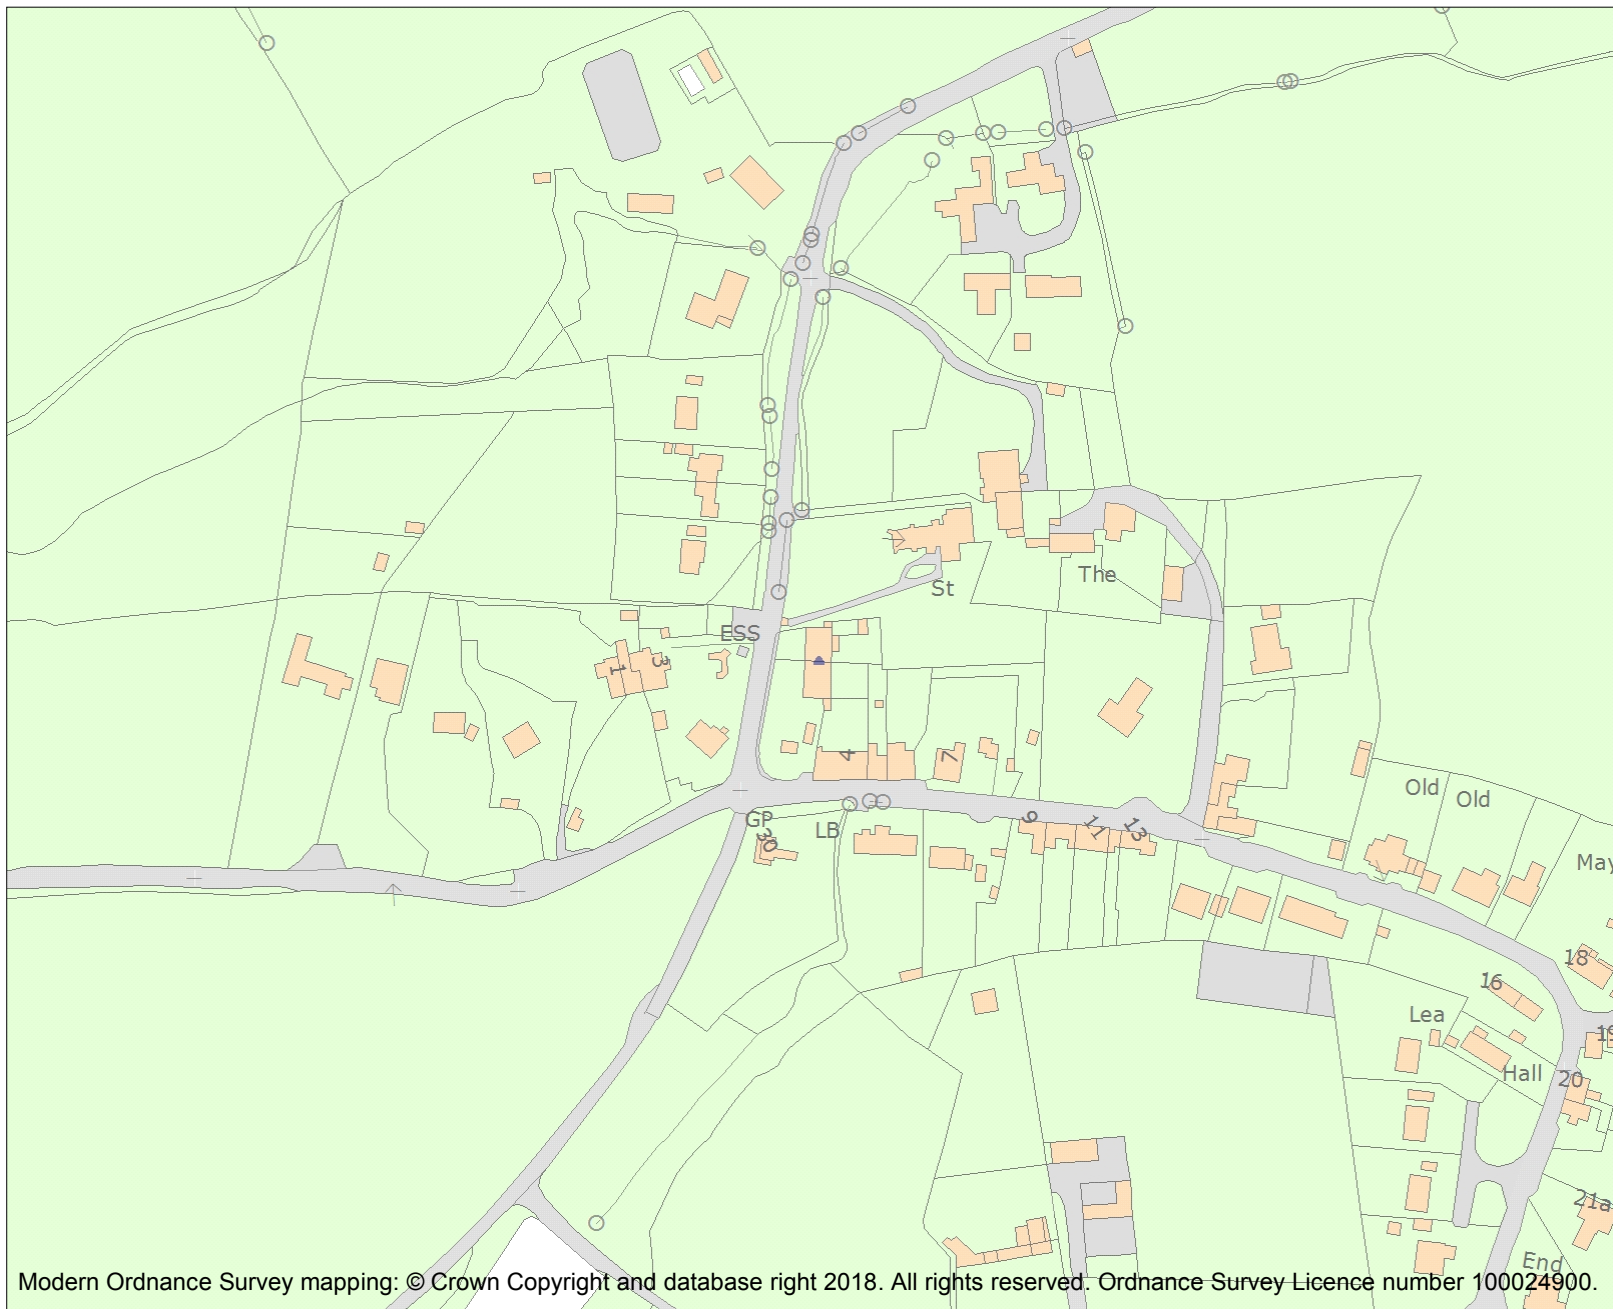 St
The
ESS
1
3
4
7
Old
Old
GP
30
LB
9
11
13
May
18
16
Lea
19
Hall
20
21a
End
Modern Ordnance Survey mapping: © Crown Copyright and database right 2018. All rights reserved. Ordnance Survey Licence number 100024900.